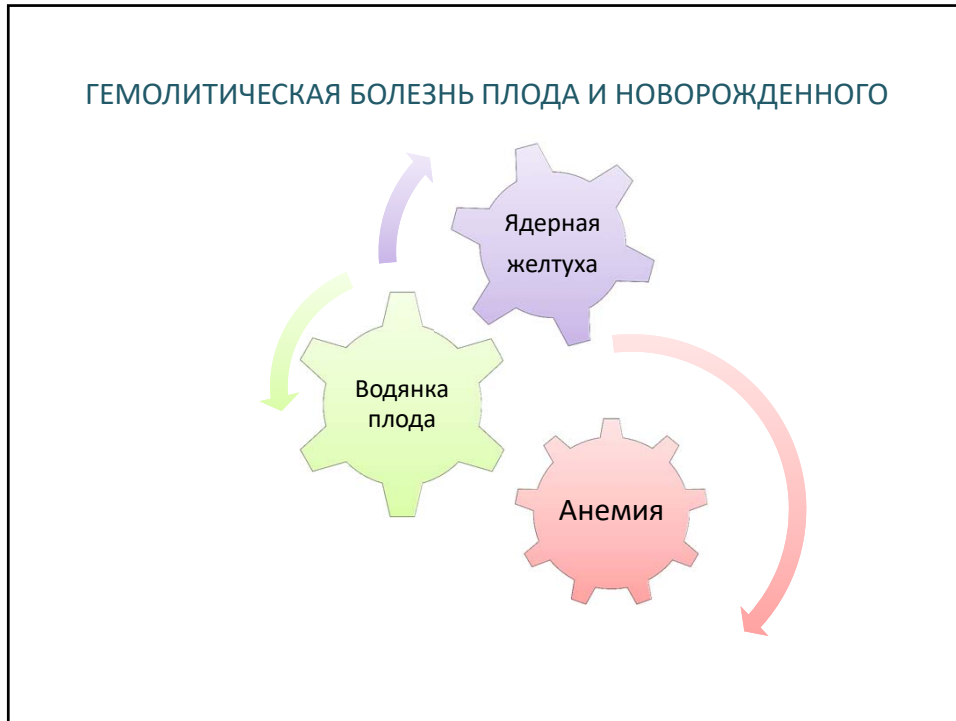 ГЕМОЛИТИЧЕСКАЯ БОЛЕЗНЬ ПЛОДА И НОВОРОЖДЕННОГО
Ядерная
желтуха
Водянка
плода
Анемия